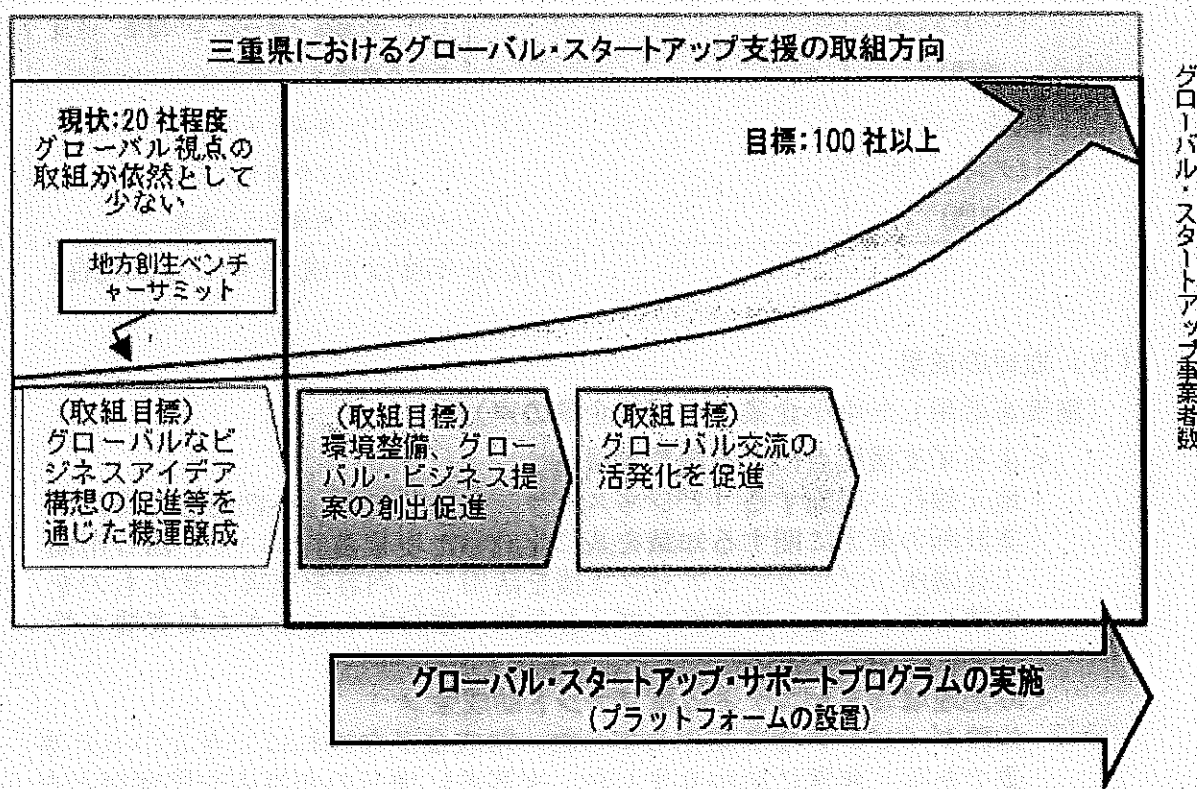 三重県におけるグローバル・スタートアップ支援の取組方向
現状:20社程度
グローバル視点の
取組が依然として
少ない
目標:100社以上
地方創生ベンチ
ャーサミット
(取組目標)
グローバルなビ
ジネスアイデア
構想の促進等を
通じた機運醸成
(取組目標)
環境整備、グロー
バル・ビジネス提
案の創出促進
(取組目標)
グローバル交流の
活発化を促進
グローバル・スタートアップ事業者数
グローバル・スタートアップ・サポートプログラムの実施
(プラットフォームの設置)